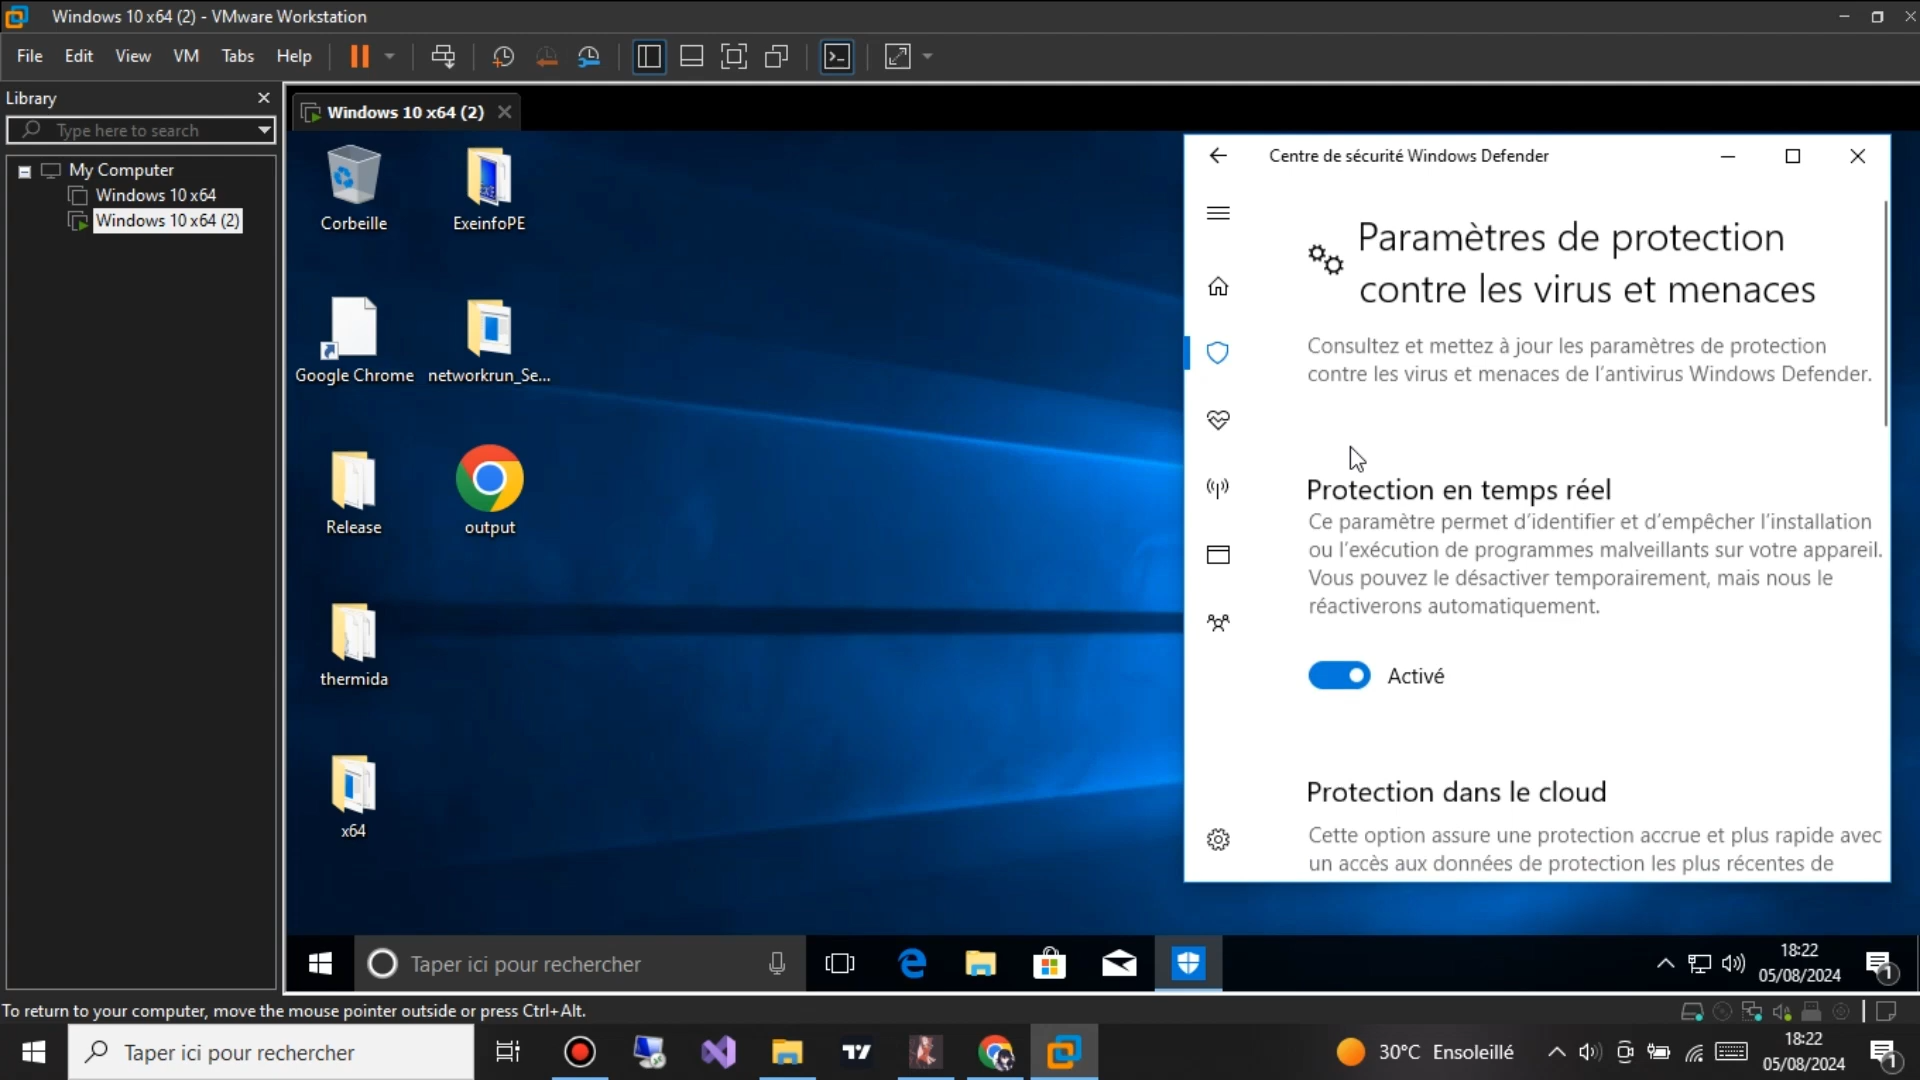 Windows 10 x64 (2) - VMware Workstation
File Edit View VM Tabs Help
Library
Type here to search
My Computer
Windows 10 x64
Windows 10 x64 (2)
Windows 10 x64 (2)
Corbeille
ExeinfoPE
Google Chrome
networkrun_Se...
Release
output
thermida
x64
Centre de sécurité Windows Defender
Paramètres de protection
contre les virus et menaces
Consultez et mettez à jour les paramètres de protection
contre les virus et menaces de l’antivirus Windows Defender.
Protection en temps réel
Ce paramètre permet d’identifier et d’empêcher l’installation
ou l’exécution de programmes malveillants sur votre appareil.
Vous pouvez le désactiver temporairement, mais nous le
réactiverons automatiquement.
Activé
Protection dans le cloud
Cette option assure une protection accrue et plus rapide avec
un accès aux données de protection les plus récentes de
Taper ici pour rechercher
18:22
05/08/2024
1
To return to your computer, move the mouse pointer outside or press Ctrl+Alt.
Taper ici pour rechercher
30°C Ensoleillé
18:22
05/08/2024
1